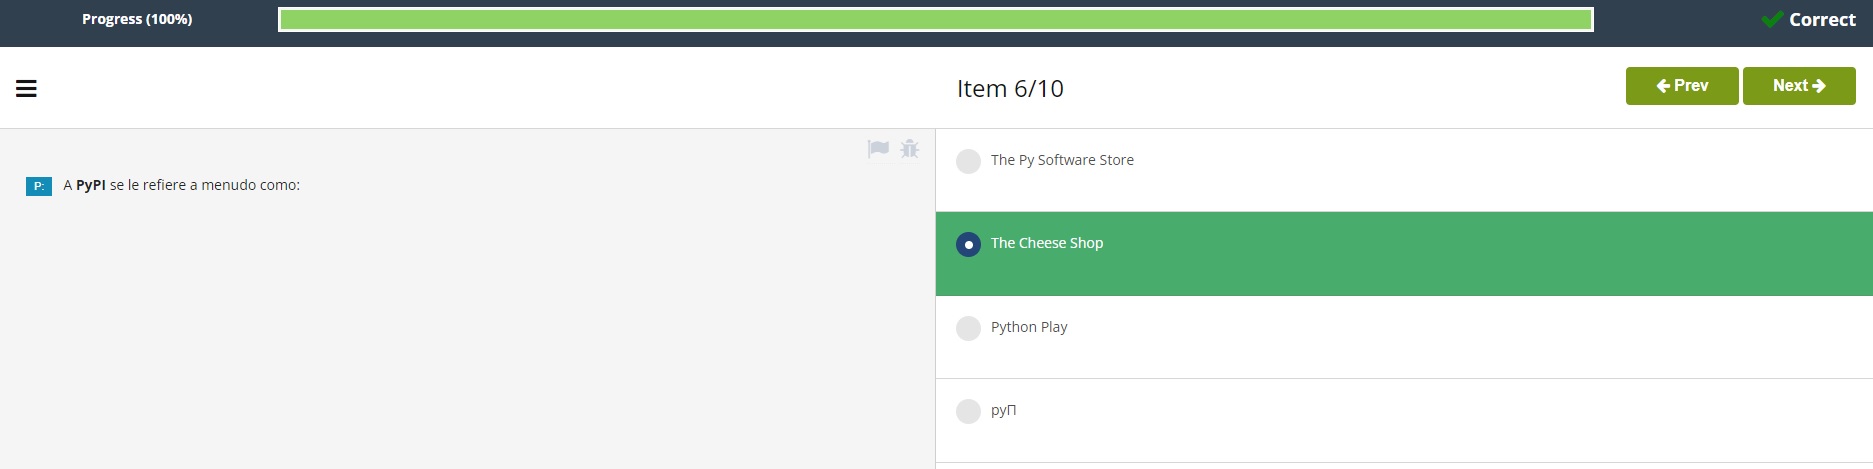 Progress (100%)
Correct
Item 6/10
Prev
Next
P: A PyPI se le refiere a menudo como:
The Py Software Store
The Cheese Shop
Python Play
pyΠ